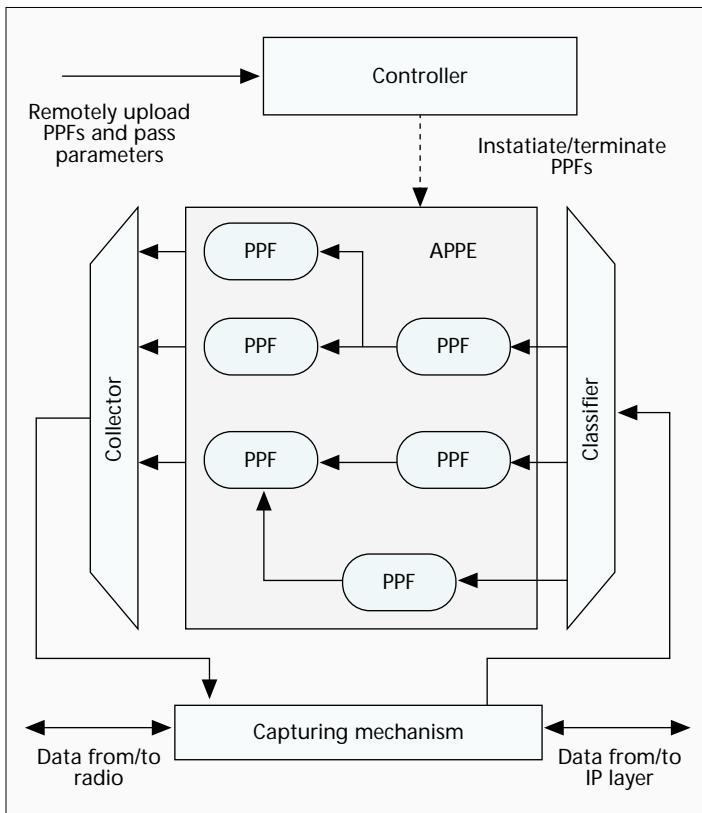 Controller
Remotely upload
PPFs and pass
parameters
Instatiate/terminate
PPFs
PPF
APPE
PPF
PPF
Collector
Classifier
PPF
PPF
PPF
Capturing mechanism
Data from/to
radio
Data from/to
IP layer